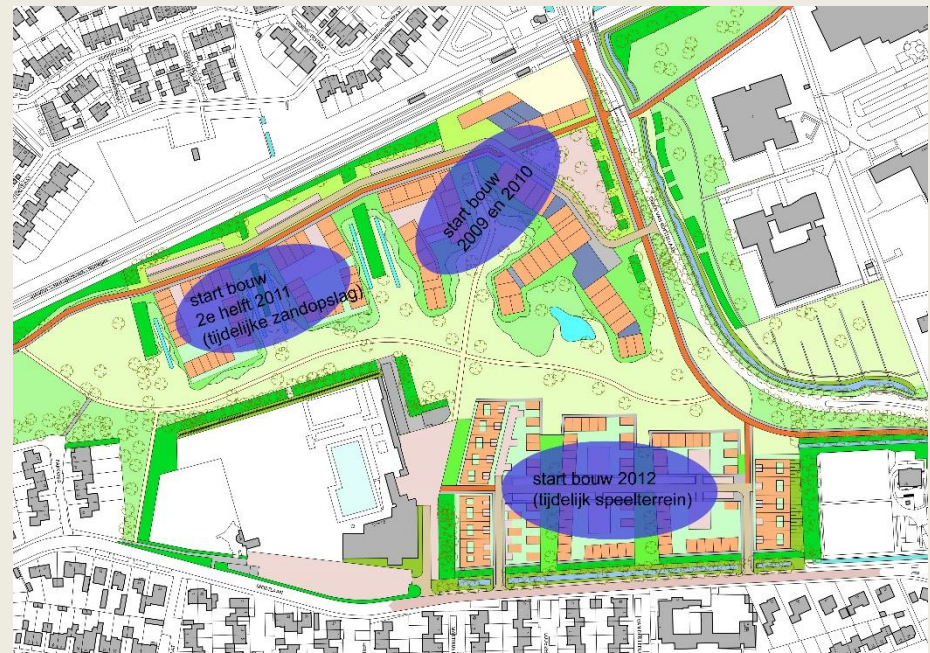 start bouw
2009 en 2010
start bouw
2e helft 2011
(tijdelijke zandopslag)
start bouw 2012
(tijdelijk speelterrein)